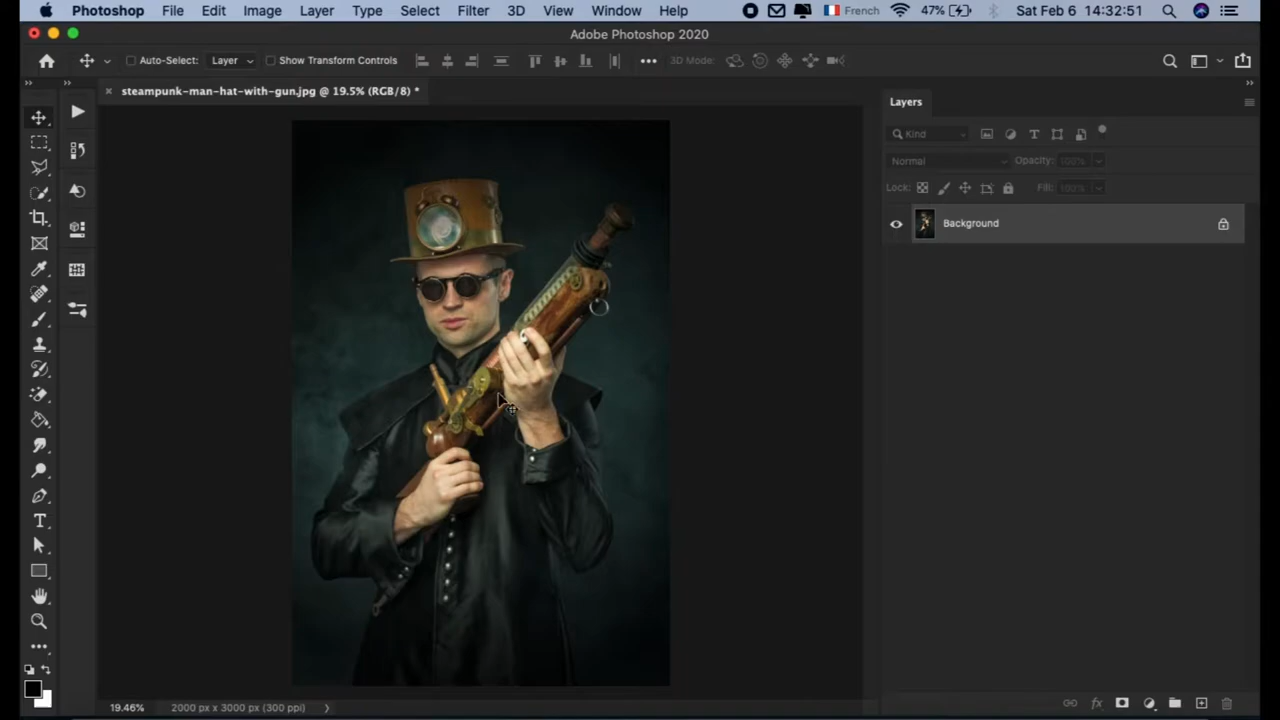 Photoshop File Edit Image Layer Type Select Filter 3D View Window Help French 47% Sat Feb 6 14:32:51
Adobe Photoshop 2020
Auto-Select: Layer Show Transform Controls 3D Mode:
steampunk-man-hat-with-gun.jpg @ 19.5% (RGB/8) *
Layers
Kind
Normal Opacity: 100%
Lock: Fill: 100%
Background
19.46% 2000 px x 3000 px (300 ppi)